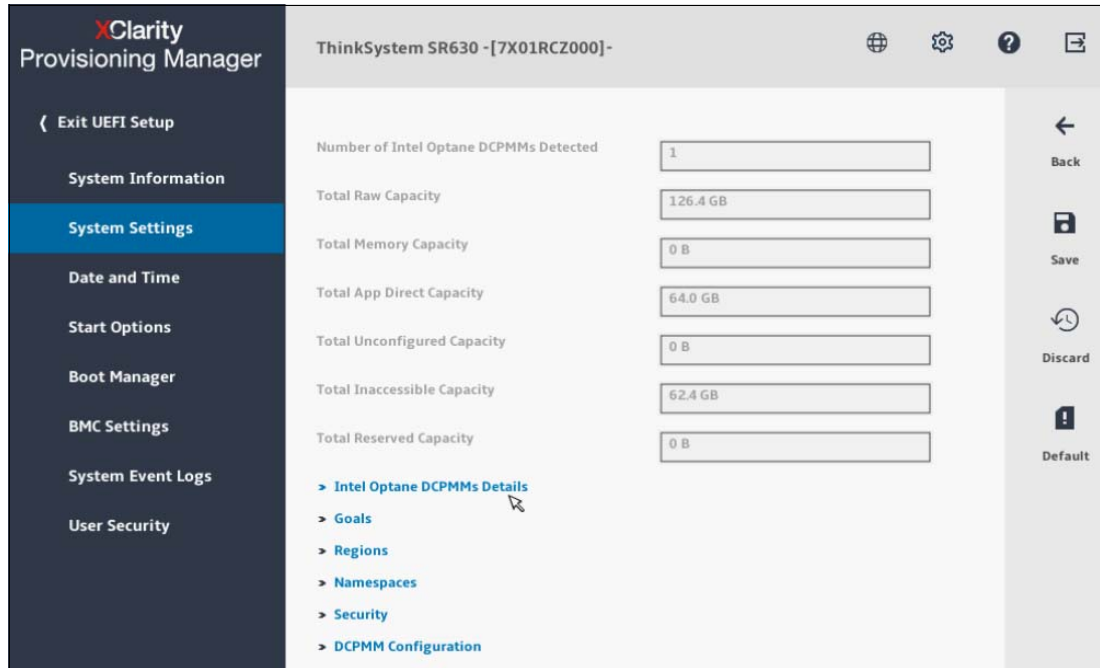 XClarity
Provisioning Manager
ThinkSystem SR630 -[7X01RCZ000]-
Exit UEFI Setup
System Information
System Settings
Date and Time
Start Options
Boot Manager
BMC Settings
System Event Logs
User Security
Number of Intel Optane DCPMMs Detected 1
Total Raw Capacity 126.4 GB
Total Memory Capacity 0 B
Total App Direct Capacity 64.0 GB
Total Unconfigured Capacity 0 B
Total Inaccessible Capacity 62.4 GB
Total Reserved Capacity 0 B
Intel Optane DCPMMs Details
Goals
Regions
Namespaces
Security
DCPMM Configuration
Back
Save
Discard
Default